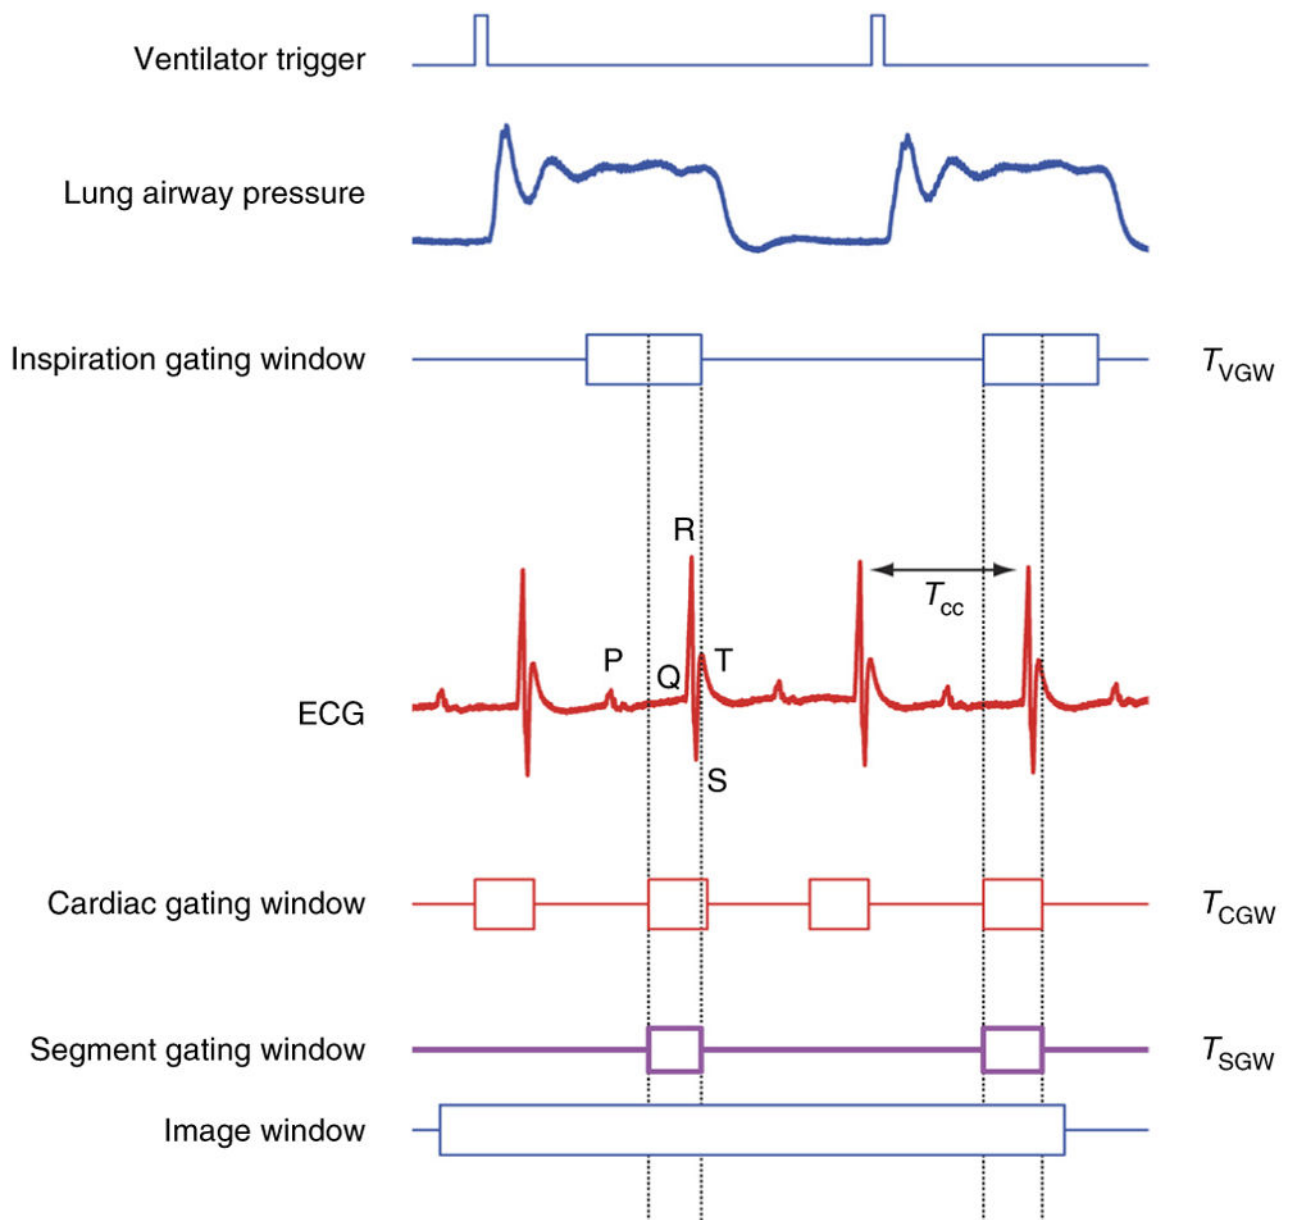 Ventilator trigger
Lung airway pressure
Inspiration gating window
TVGW
R
Tcc
P
Q
T
ECG
S
Cardiac gating window
TCGW
Segment gating window
TSGW
Image window